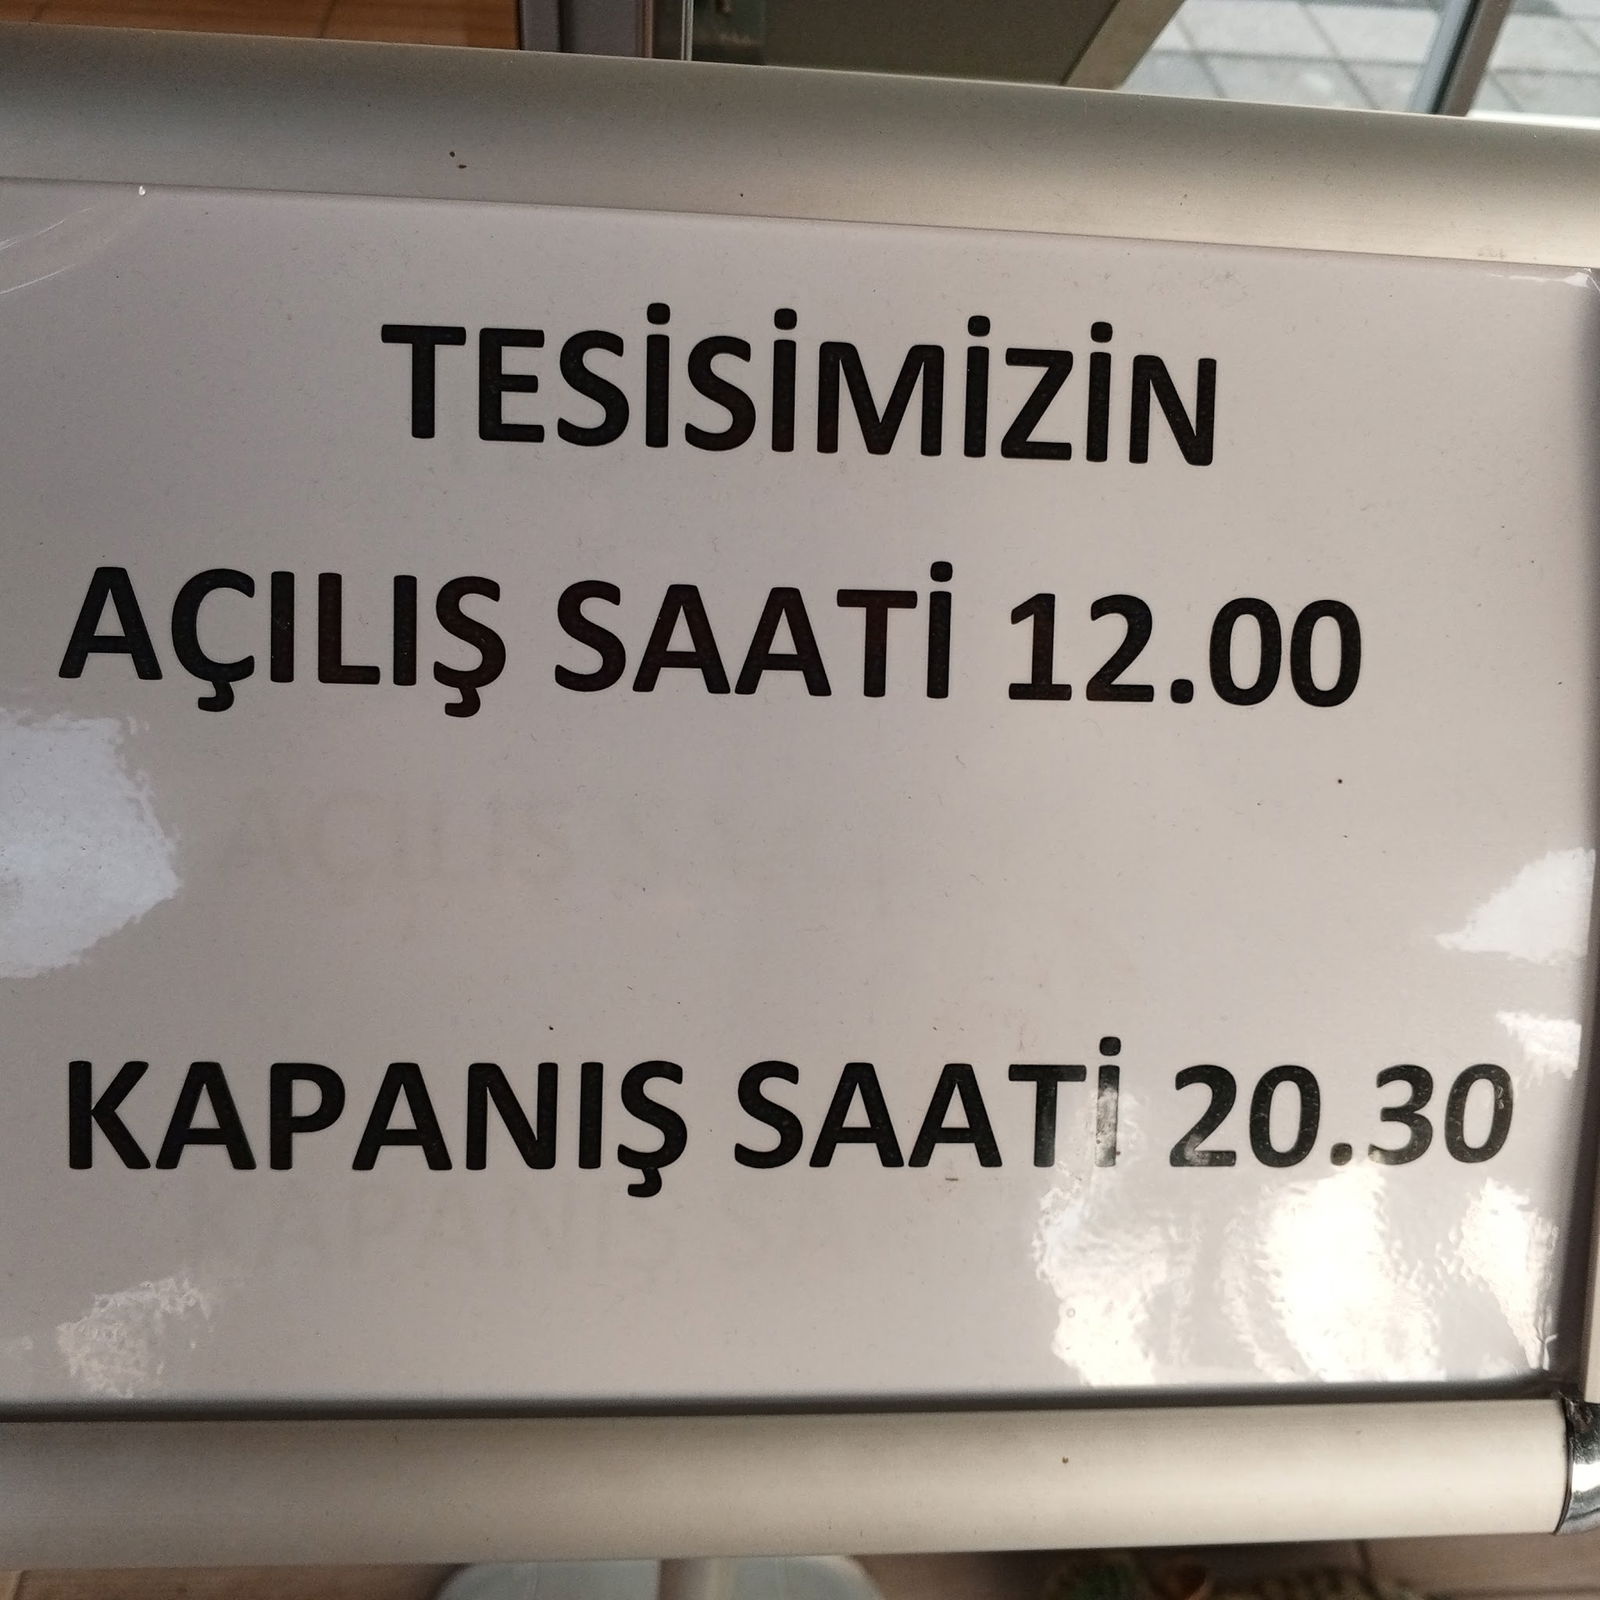 TESİSİMİZİN
AÇILIŞ SAATİ 12.00
KAPANIŞ SAATİ 20.30